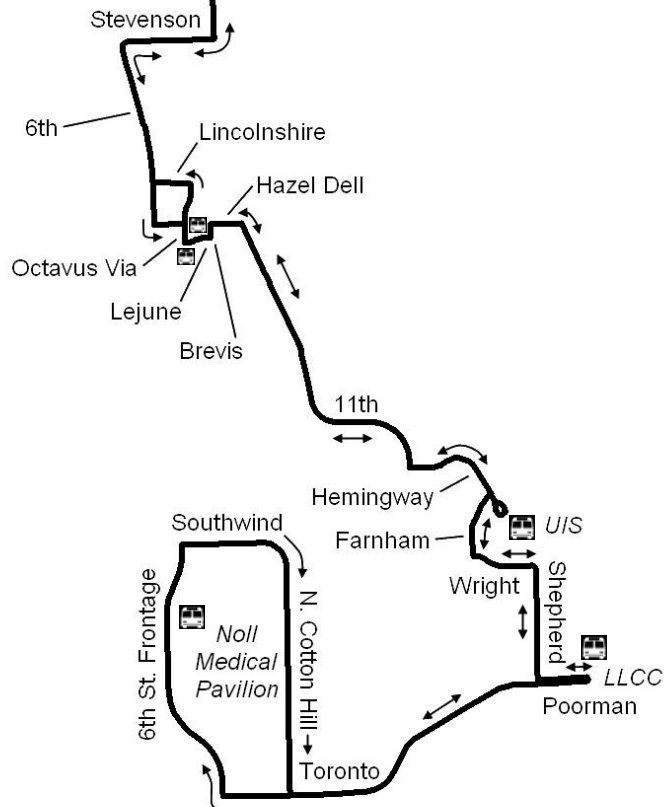 Stevenson
6th
Lincolnshire
Hazel Dell
Octavus Via
Lejune
Brevis
11th
Hemingway
UIS
Southwind
Farnham
Wright
Shepherd
6th St. Frontage
N. Cotton Hill
Noll
Medical
Pavilion
LLCC
Poorman
Toronto